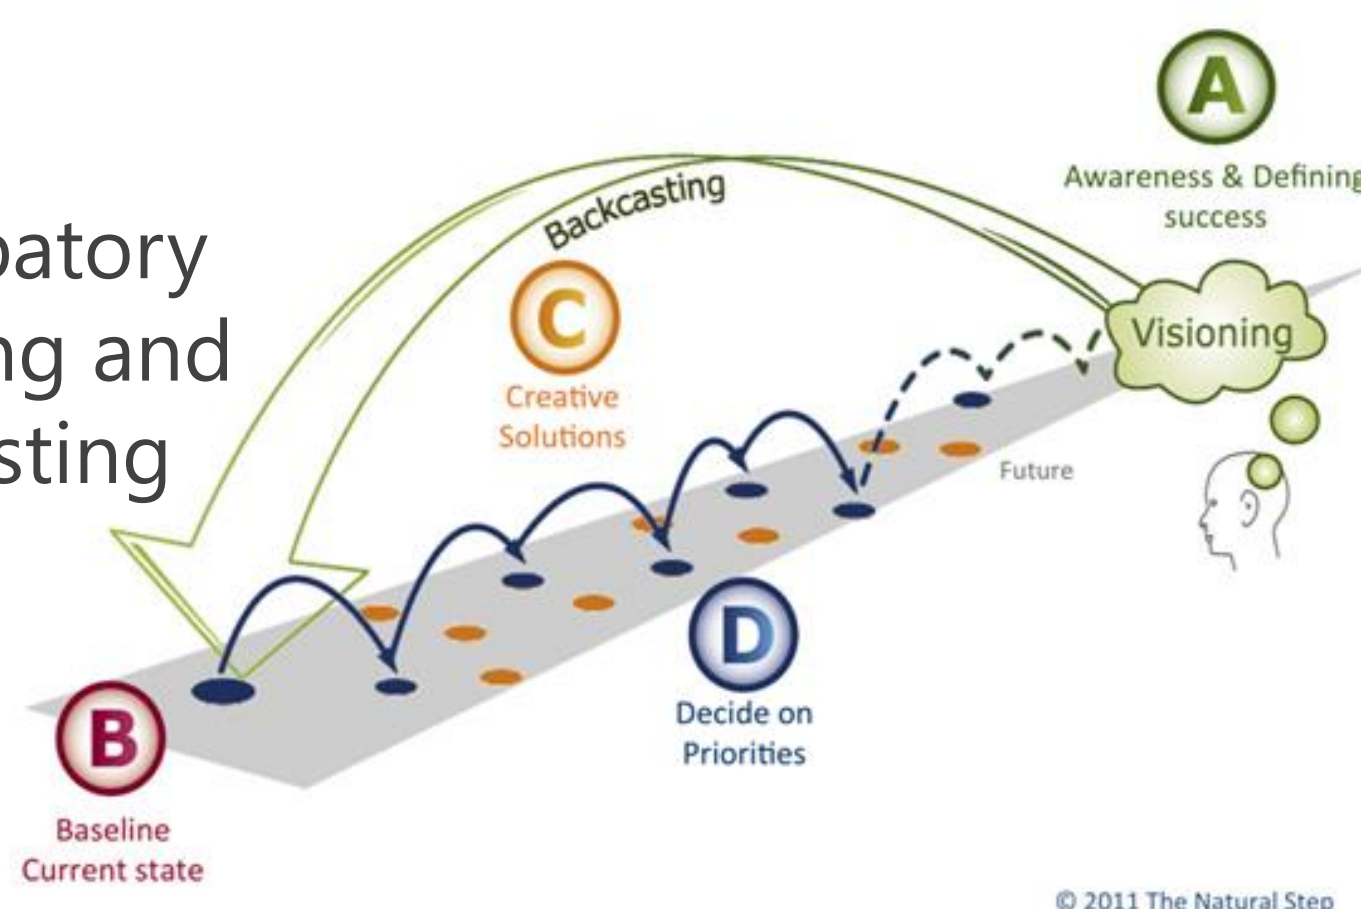 patory
ng and
sting
A
Awareness & Defining
success
Backcasting
C
Creative
Solutions
Visioning
Future
D
Decide on
Priorities
B
Baseline
Current state
© 2011 The Natural Step